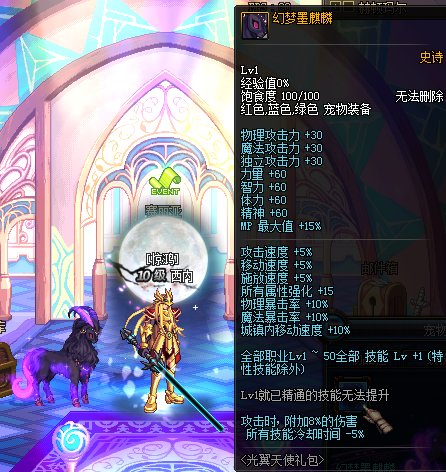 幻梦墨麒麟
史诗
Lv1
经验值0%
饱食度 100/100 无法删除
红色,蓝色,绿色 宠物装备
物理攻击力 +30
魔法攻击力 +30
独立攻击力 +30
力量 +60
智力 +60
体力 +60
精神 +60
MP 最大值 +15%
攻击速度 +5%
移动速度 +5%
施放速度 +5%
所有属性强化 +15
物理暴击率 +10%
魔法暴击率 +10%
城镇内移动速度 +10%
全部职业Lv1 ~ 50全部 技能 Lv +1 (特
性技能除外)
Lv1就已精通的技能无法提升
攻击时, 附加8%的伤害
所有技能冷却时间 -5%
<光翼天使礼包>
EVENT
赛丽亚
10级
西内
邮件箱
宠物